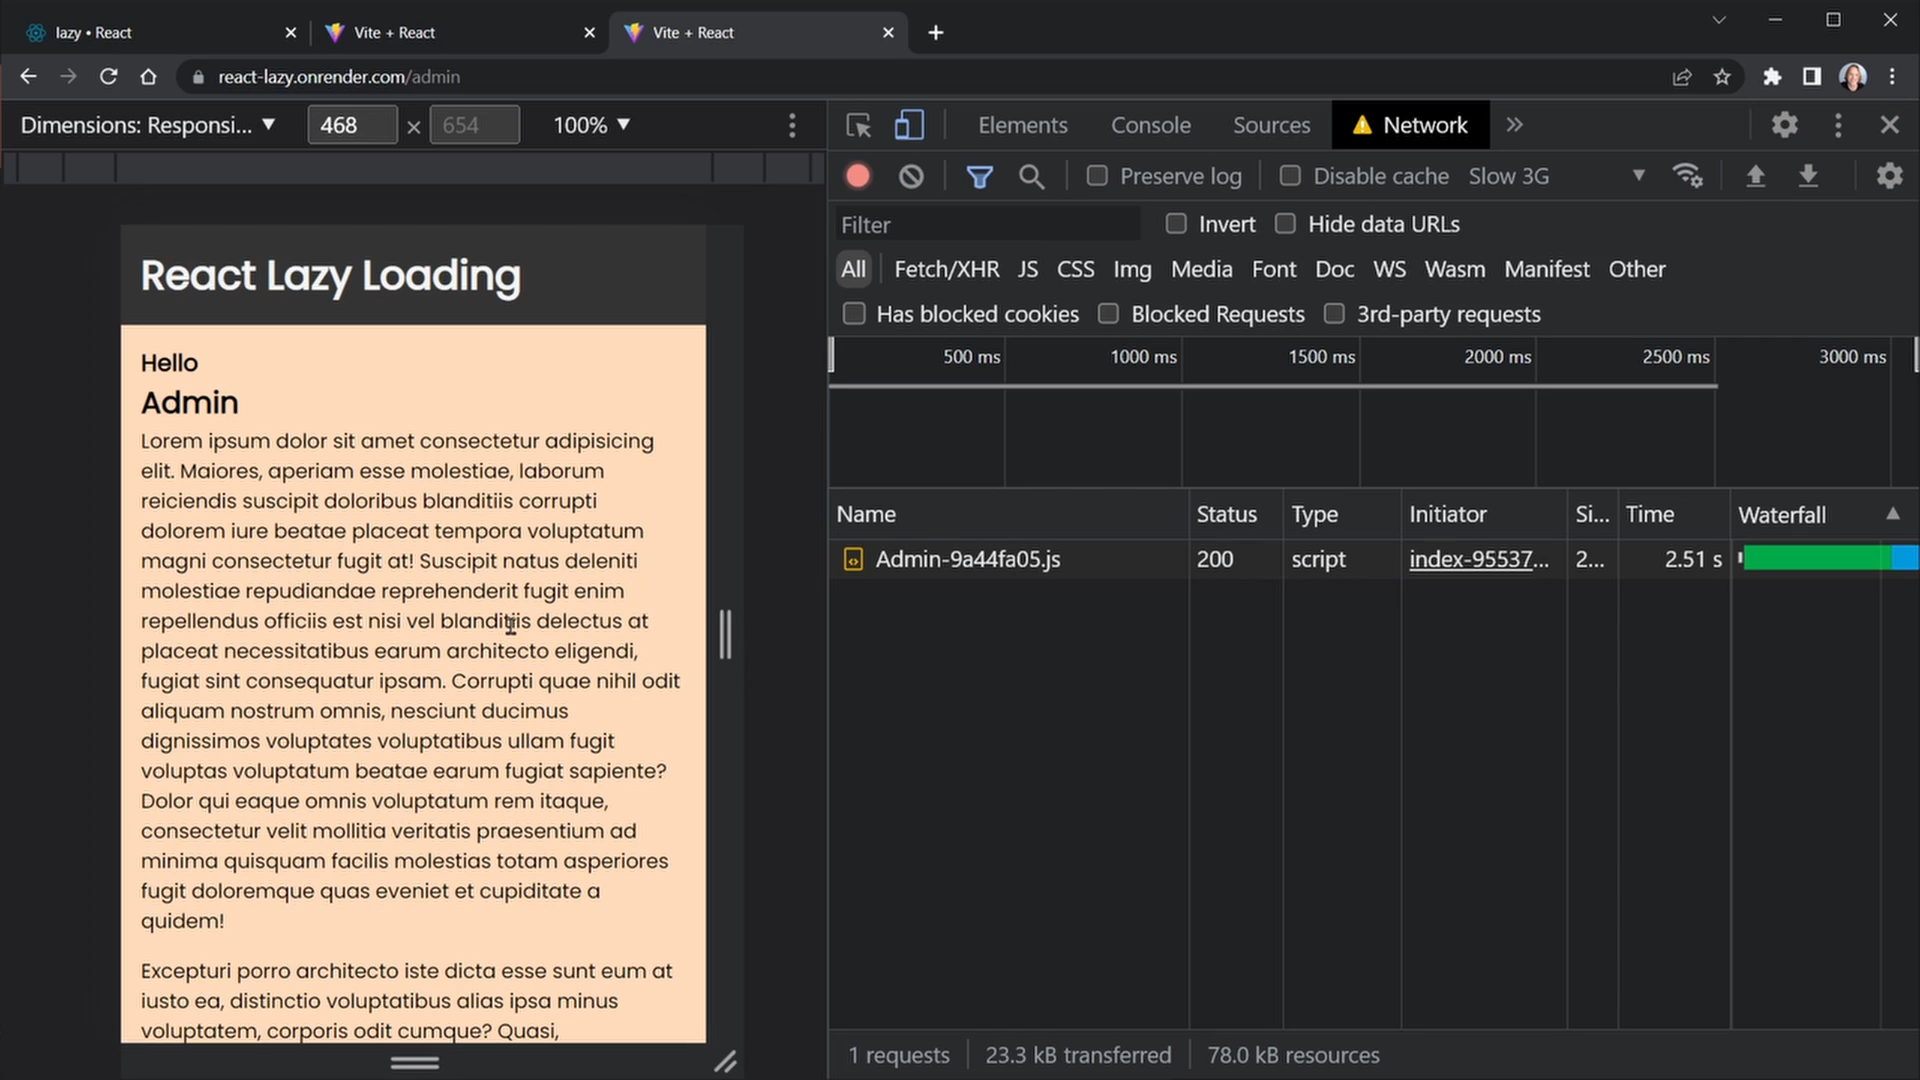 lazy • React
Vite + React
Vite + React
react-lazy.onrender.com/admin
Dimensions: Responsi... ▼ 468 × 654 100% ▼
Elements Console Sources Network
Preserve log Disable cache Slow 3G ▼
Filter Invert Hide data URLs
All Fetch/XHR JS CSS Img Media Font Doc WS Wasm Manifest Other
Has blocked cookies Blocked Requests 3rd-party requests
500 ms 1000 ms 1500 ms 2000 ms 2500 ms 3000 ms
Name Status Type Initiator Si... Time Waterfall
Admin-9a44fa05.js 200 script index-95537... 2... 2.51 s
1 requests 23.3 kB transferred 78.0 kB resources
React Lazy Loading
Hello
Admin
Lorem ipsum dolor sit amet consectetur adipisicing
elit. Maiores, aperiam esse molestiae, laborum
reiciendis suscipit doloribus blanditiis corrupti
dolorem iure beatae placeat tempora voluptatum
magni consectetur fugit at! Suscipit natus deleniti
molestiae repudiandae reprehenderit fugit enim
repellendus officiis est nisi vel blanditiis delectus at
placeat necessitatibus earum architecto eligendi,
fugiat sint consequatur ipsam. Corrupti quae nihil odit
aliquam nostrum omnis, nesciunt ducimus
dignissimos voluptates voluptatibus ullam fugit
voluptas voluptatum beatae earum fugiat sapiente?
Dolor qui eaque omnis voluptatum rem itaque,
consectetur velit mollitia veritatis praesentium ad
minima quisquam facilis molestias totam asperiores
fugit doloremque quas eveniet et cupiditate a
quidem!
Excepturi porro architecto iste dicta esse sunt eum at
iusto ea, distinctio voluptatibus alias ipsa minus
voluptatem, corporis odit cumque? Quasi,